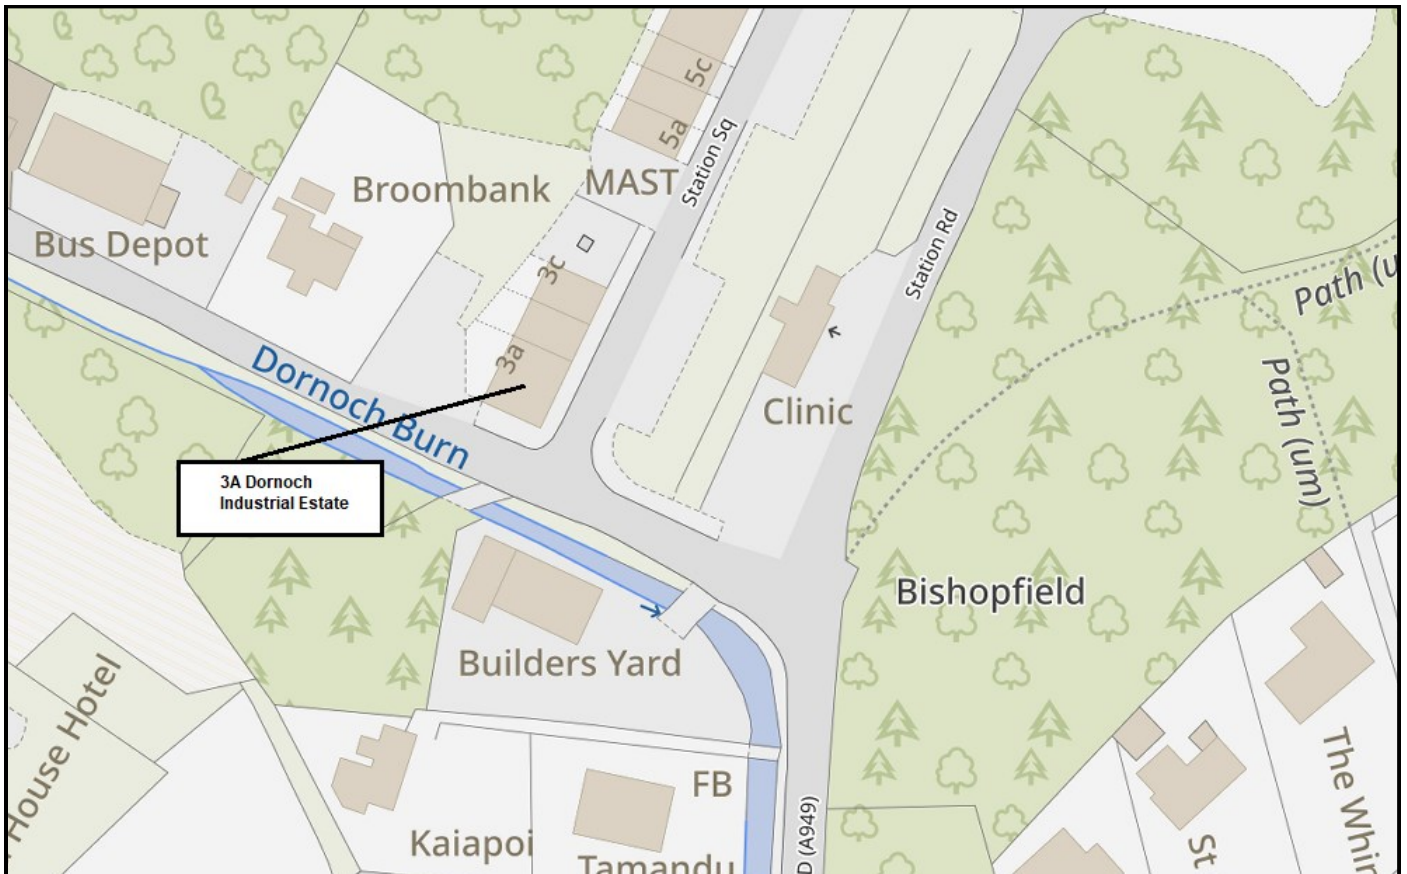 5c
5a
Station Sq
MAST
Broombank
Bus Depot
3c
3a
Station Rd
Path (u
Path (um)
Dornoch Burn
Clinic
3A Dornoch
Industrial Estate
Bishopfield
Builders Yard
House Hotel
FB
Kaiapoi
Tamandu
D (A949)
St
The Whir